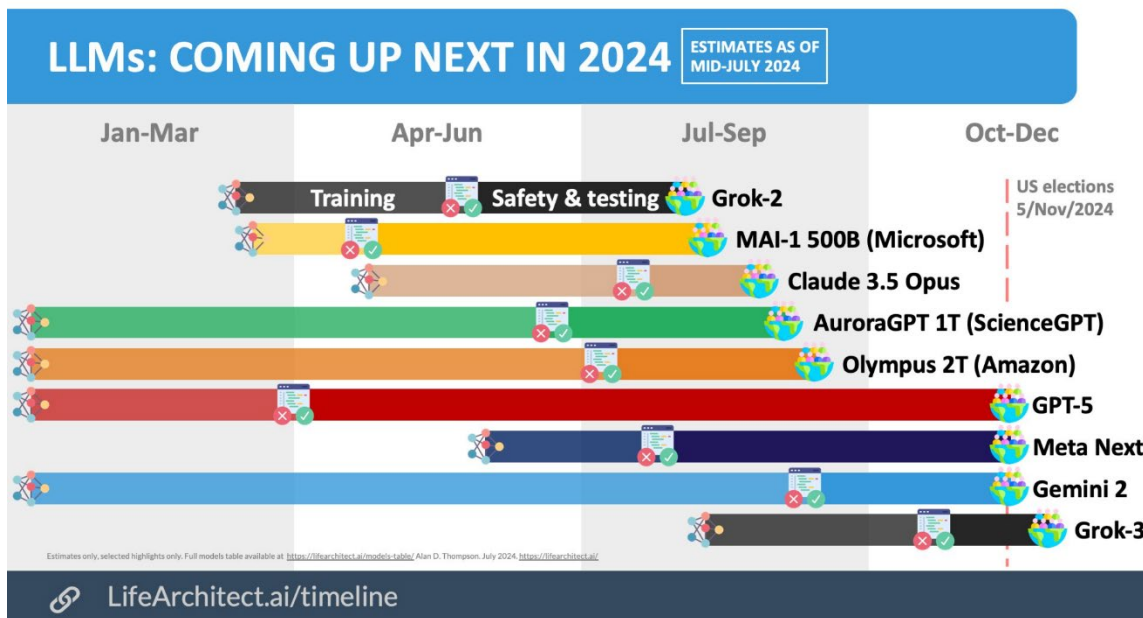 LLMs: COMING UP NEXT IN 2024
ESTIMATES AS OF
MID-JULY 2024
Jan-Mar
Apr-Jun
Jul-Sep
Oct-Dec
US elections
5/Nov/2024
Training
Safety & testing
Grok-2
MAI-1 500B (Microsoft)
Claude 3.5 Opus
AuroraGPT 1T (ScienceGPT)
Olympus 2T (Amazon)
GPT-5
Meta Next
Gemini 2
Grok-3
Estimates only, selected highlights only. Full models table available at https://lifearchitect.ai/models-table/ Alan D. Thompson. July 2024. https://lifearchitect.ai/
LifeArchitect.ai/timeline